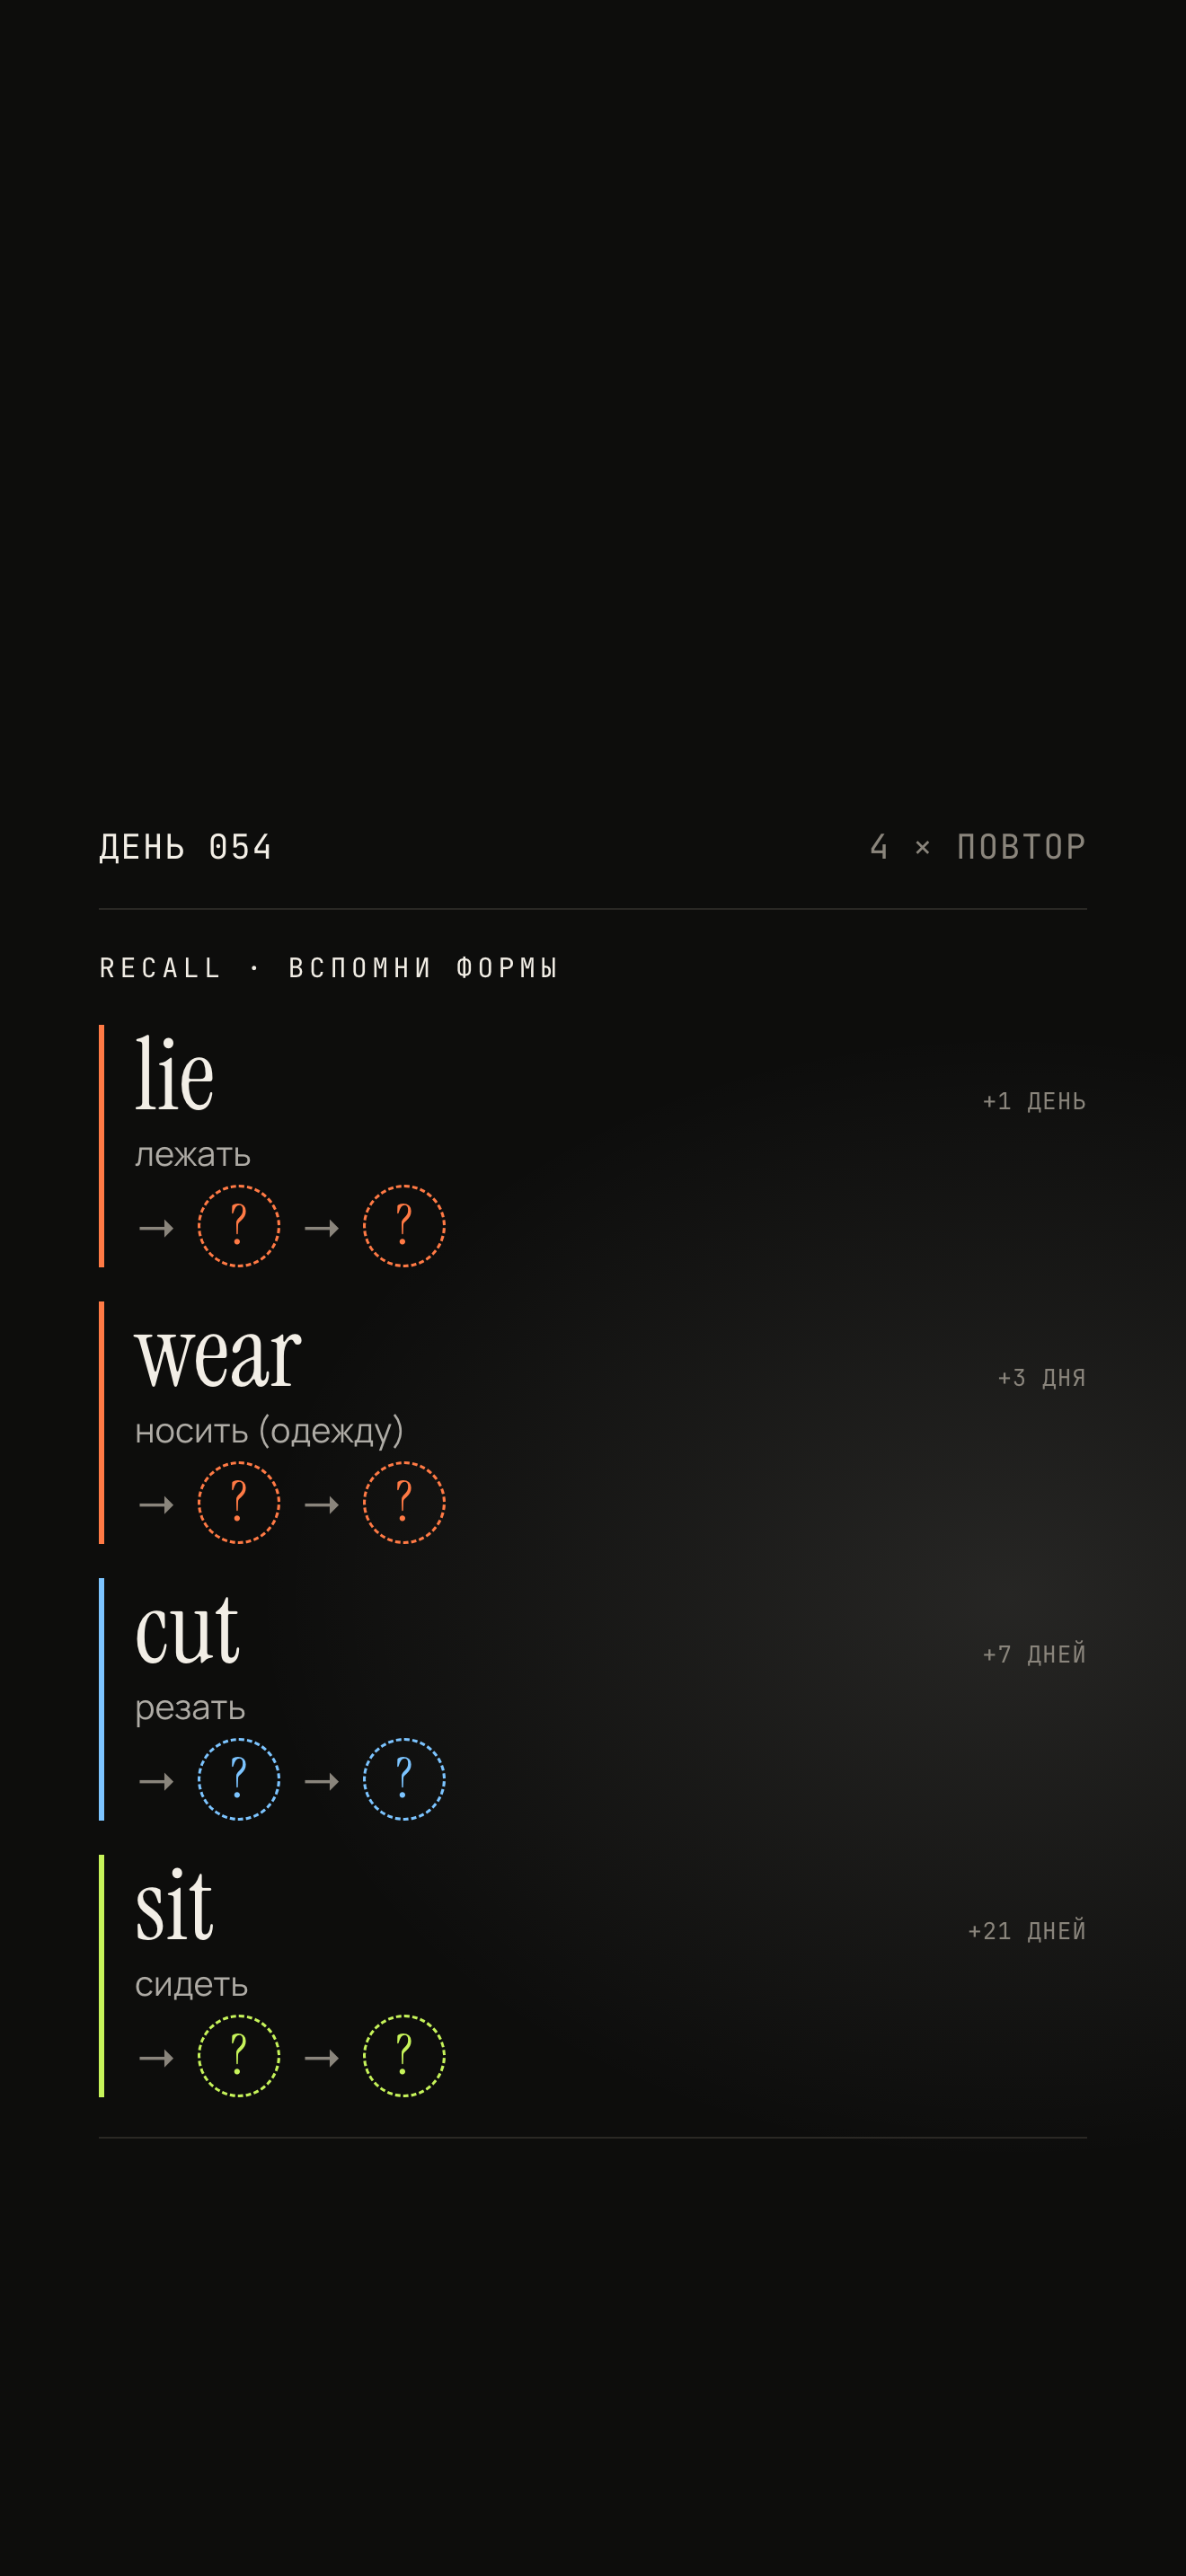 ДЕНЬ 054 4 × ПОВТОР
RECALL · ВСПОМНИ ФОРМЫ
lie
+1 ДЕНЬ
лежать
→ ? → ?
wear
+3 ДНЯ
носить (одежду)
→ ? → ?
cut
+7 ДНЕЙ
резать
→ ? → ?
sit
+21 ДНЕЙ
сидеть
→ ? → ?